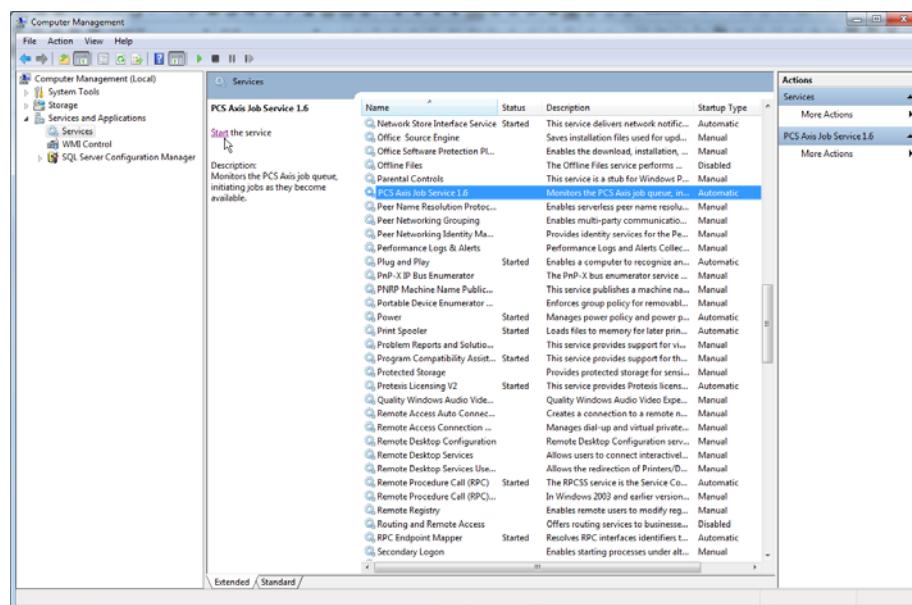 Computer Management
File Action View Help
Computer Management (Local)
System Tools
Storage
Services and Applications
Services
WMI Control
SQL Server Configuration Manager
Services
PCS Axis Job Service 1.6
Start the service
Description:
Monitors the PCS Axis job queue,
initiating jobs as they become
available.
Name Status Description Startup Type
Network Store Interface Service Started This service delivers network notific... Automatic
Office Source Engine Saves installation files used for upd... Manual
Office Software Protection Pl... Enables the download, installation, ... Manual
Offline Files The Offline Files service performs ... Disabled
Parental Controls This service is a stub for Windows P... Manual
PCS Axis Job Service 1.6 Monitors the PCS Axis job queue, in... Automatic
Peer Name Resolution Protoc... Enables serverless peer name resolu... Manual
Peer Networking Grouping Enables multi-party communicatio... Manual
Peer Networking Identity Ma... Provides identity services for the Pe... Manual
Performance Logs & Alerts Performance Logs and Alerts Collec... Manual
Plug and Play Started Enables a computer to recognize an... Automatic
PnP-X IP Bus Enumerator The PnP-X bus enumerator service ... Manual
PNRP Machine Name Public... This service publishes a machine na... Manual
Portable Device Enumerator ... Enforces group policy for removabl... Manual
Power Started Manages power policy and power p... Automatic
Print Spooler Started Loads files to memory for later prin... Automatic
Problem Reports and Solutio... This service provides support for vi... Manual
Program Compatibility Assist... Started This service provides support for th... Manual
Protected Storage Provides protected storage for sensi... Manual
Protexis Licensing V2 Started This service provides Protexis licens... Automatic
Quality Windows Audio Vide... Quality Windows Audio Video Expe... Manual
Remote Access Auto Connec... Creates a connection to a remote n... Manual
Remote Access Connection ... Manages dial-up and virtual private... Manual
Remote Desktop Configuration Remote Desktop Configuration serv... Manual
Remote Desktop Services Allows users to connect interactivel... Manual
Remote Desktop Services Use... Allows the redirection of Printers/D... Manual
Remote Procedure Call (RPC) Started The RPCSS service is the Service Co... Automatic
Remote Procedure Call (RPC)... In Windows 2003 and earlier version... Manual
Remote Registry Enables remote users to modify reg... Manual
Routing and Remote Access Offers routing services to businesse... Disabled
RPC Endpoint Mapper Started Resolves RPC interfaces identifiers t... Automatic
Secondary Logon Enables starting processes under alt... Manual
Extended Standard
Actions
Services
More Actions
PCS Axis Job Service 1.6
More Actions